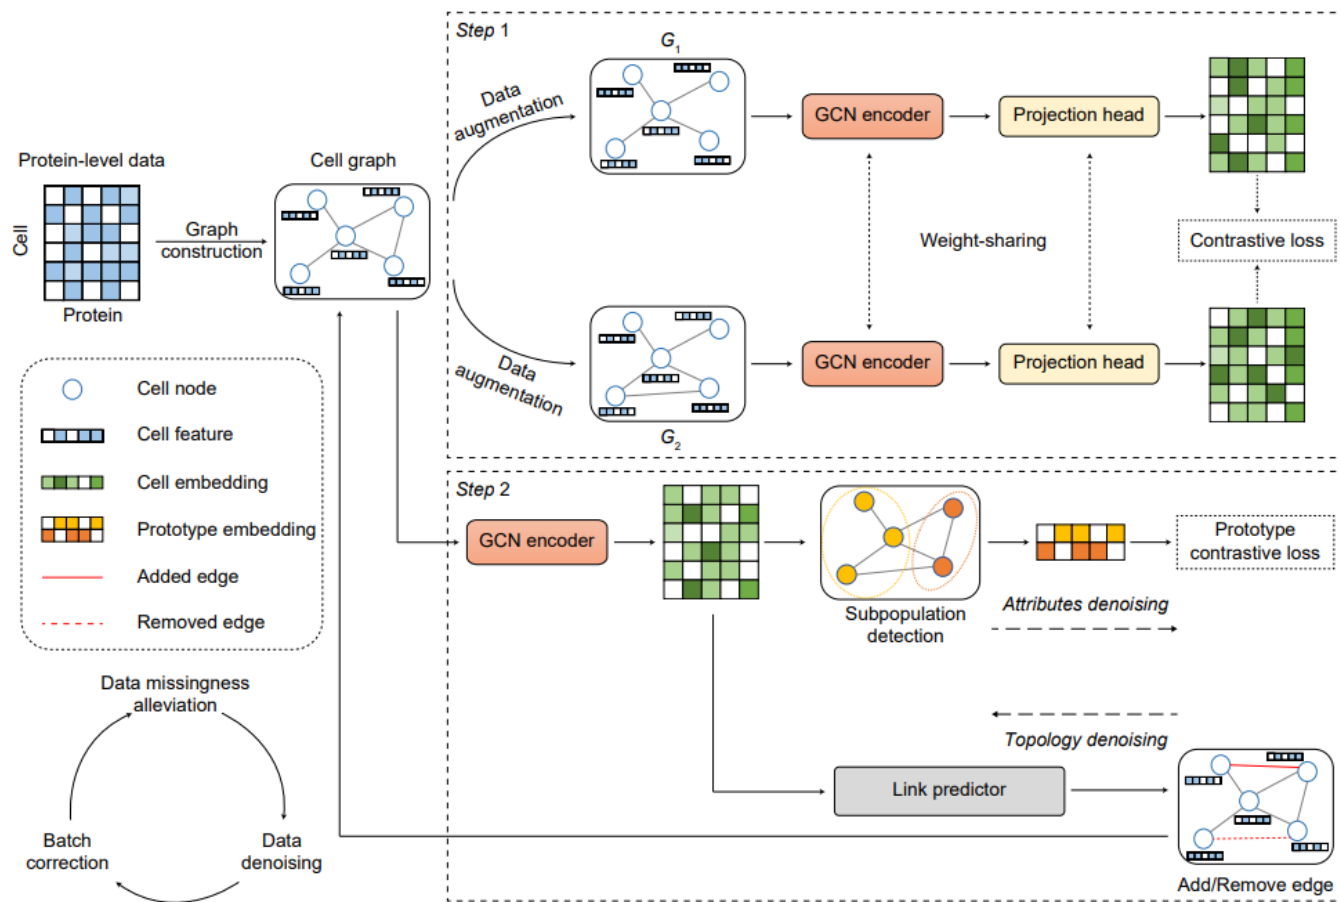 Step 1
G1
Data
augmentation
GCN encoder
Projection head
Protein-level data
Cell graph
Cell
Graph
construction
Protein
Weight-sharing
Contrastive loss
Data
augmentation
GCN encoder
Projection head
G2
Cell node
Cell feature
Cell embedding
Prototype embedding
Added edge
Removed edge
Step 2
GCN encoder
Subpopulation
detection
Prototype
contrastive loss
Attributes denoising
Topology denoising
Link predictor
Add/Remove edge
Data missingness
alleviation
Batch
correction
Data
denoising